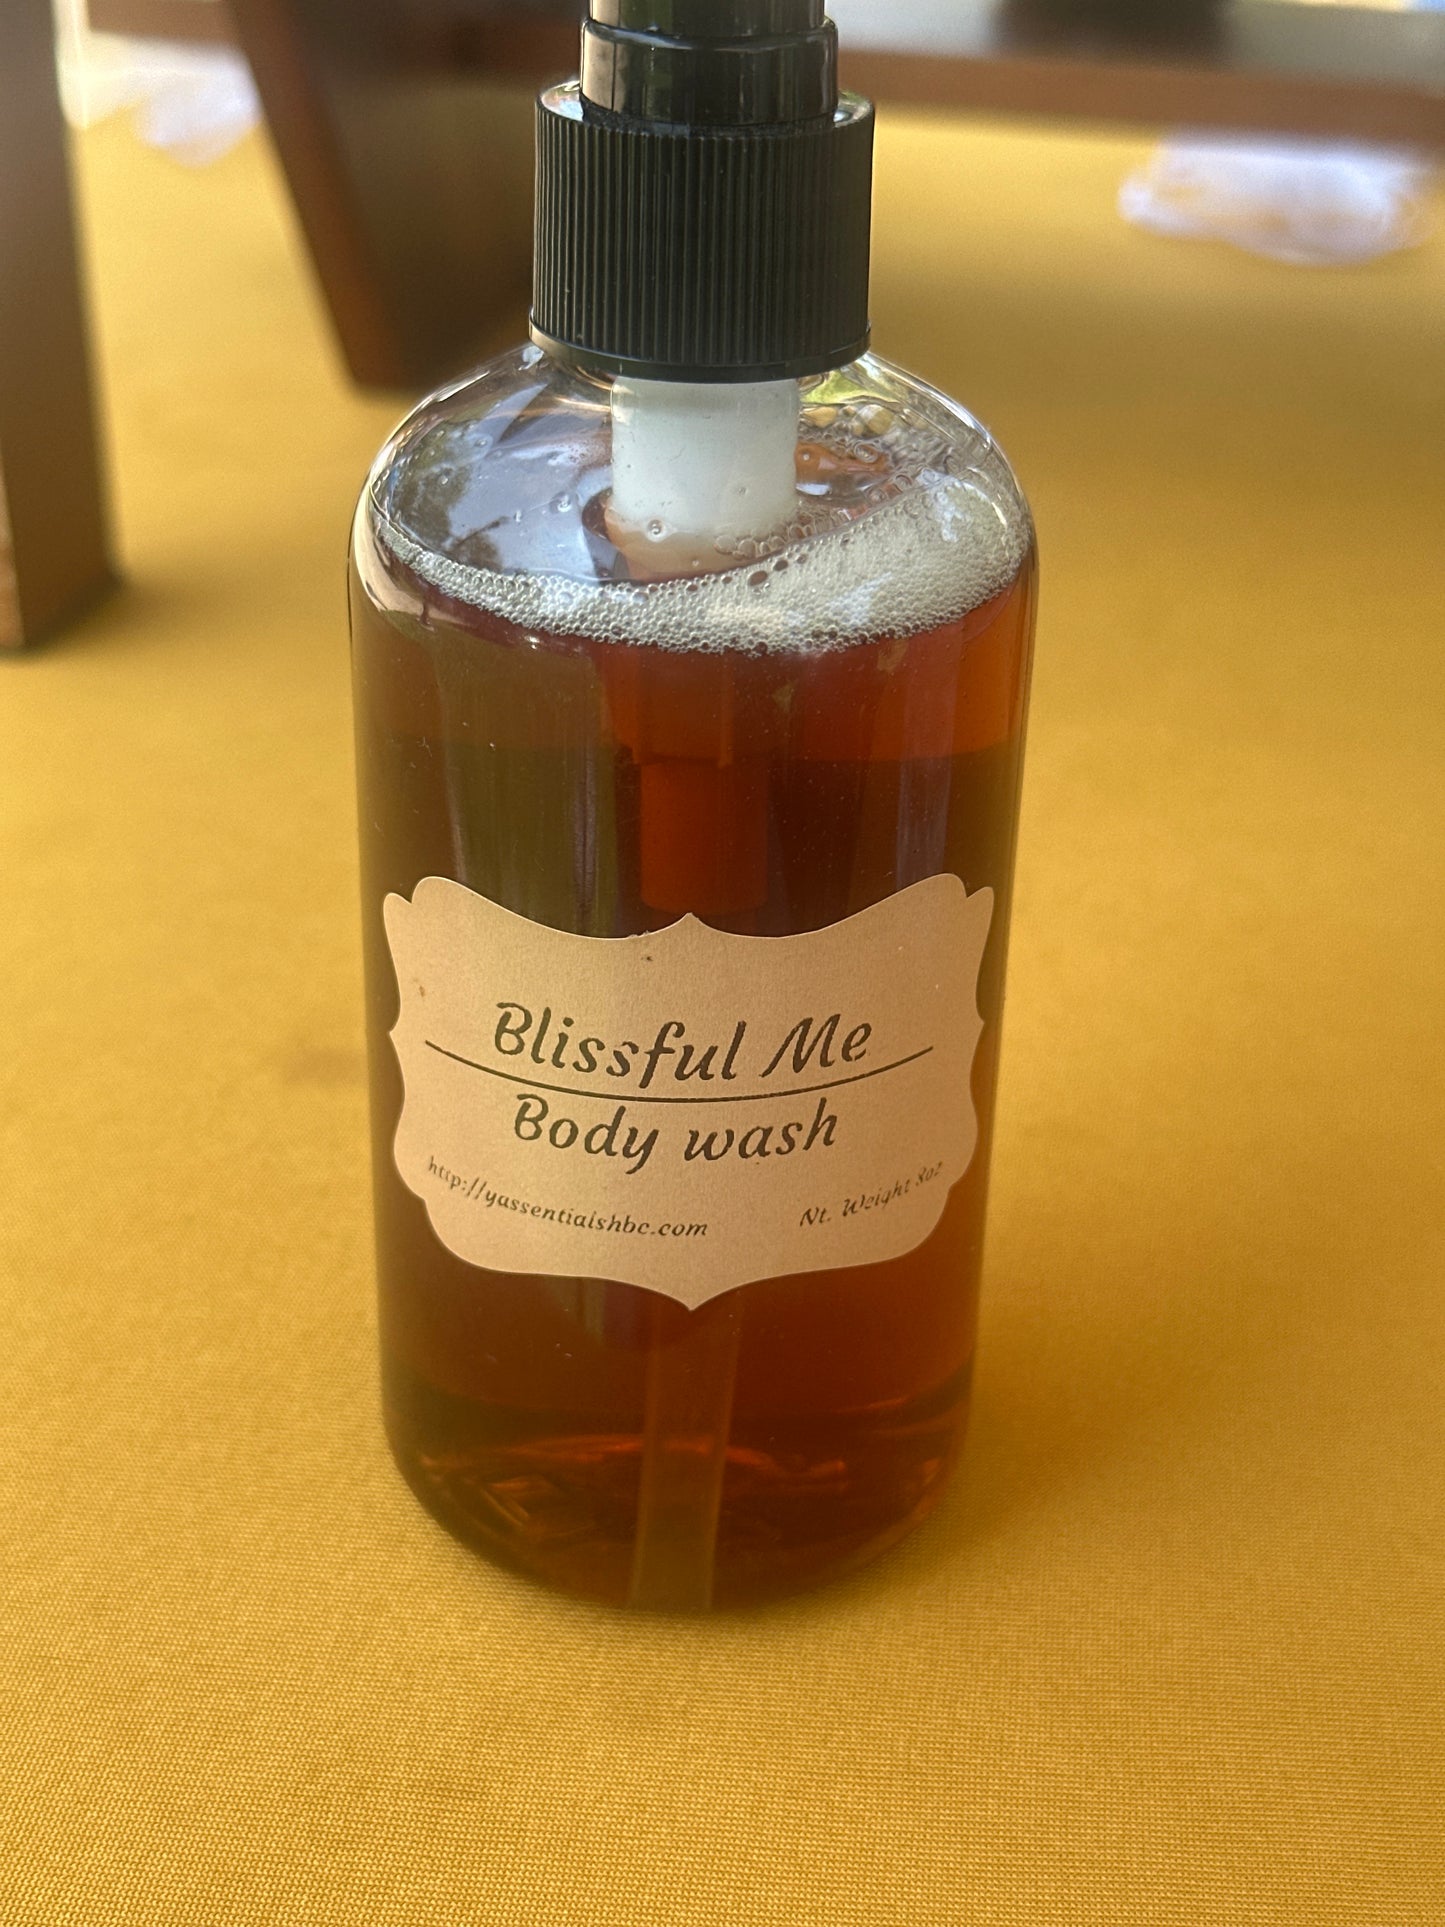 Blissful Me
Body wash
http://yassentialshbc.com
Nt. Weight 8oz